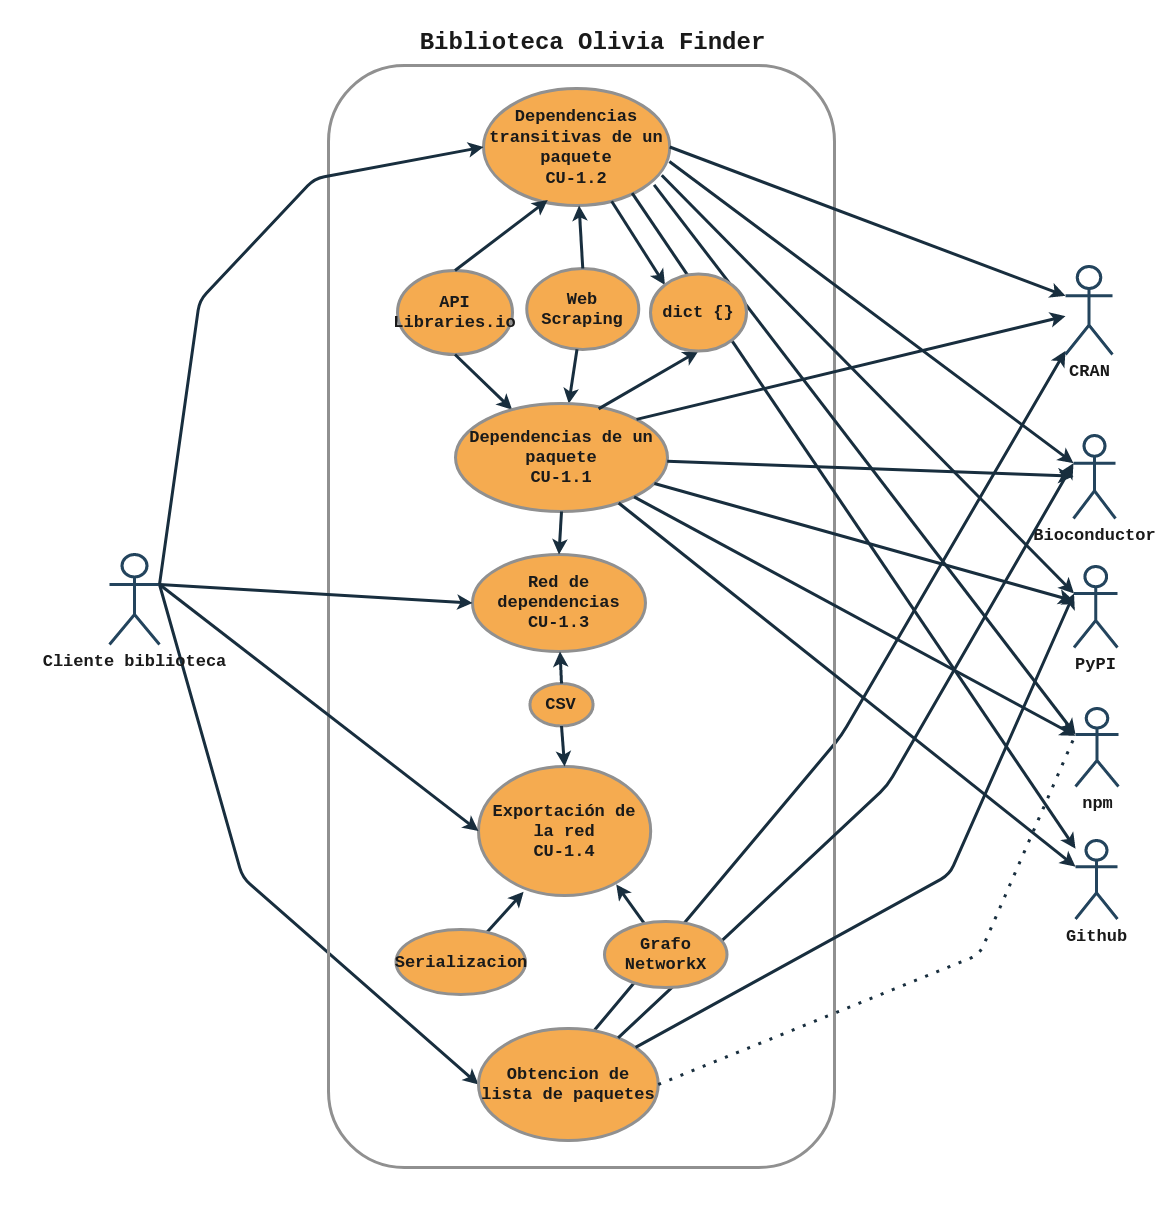 Biblioteca Olivia Finder
Dependencias
transitivas de un
paquete
CU-1.2
API
Libraries.io
Web
Scraping
dict {}
CRAN
Dependencias de un
paquete
CU-1.1
Bioconductor
Red de
dependencias
CU-1.3
Cliente biblioteca
PyPI
CSV
Exportación de
la red
CU-1.4
npm
Github
Serializacion
Grafo
NetworkX
Obtencion de
lista de paquetes